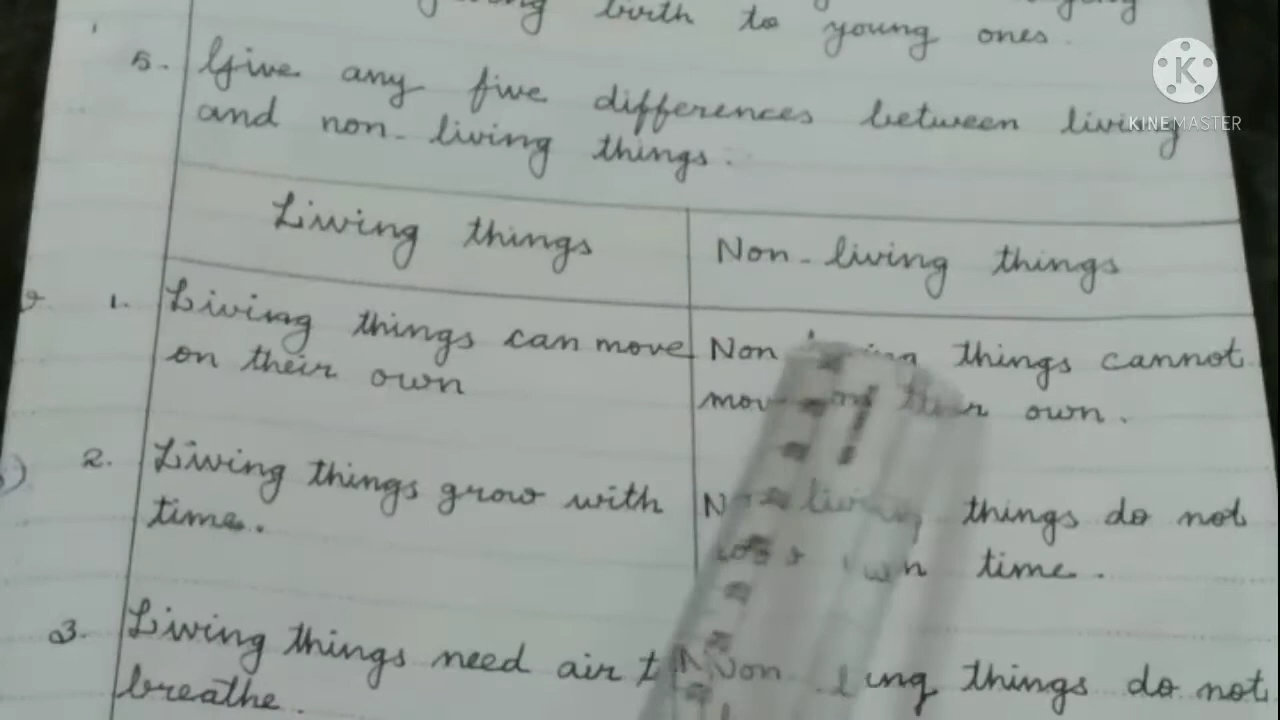 birth to young ones.
5. Give any five differences between living
and non-living things.
KINEMASTER
Living things Non-living things
1. Living things can move Non things cannot
on their own own.
2. Living things grow with Non living things do not
time. time.
3. Living things need air Non things do not
breathe.